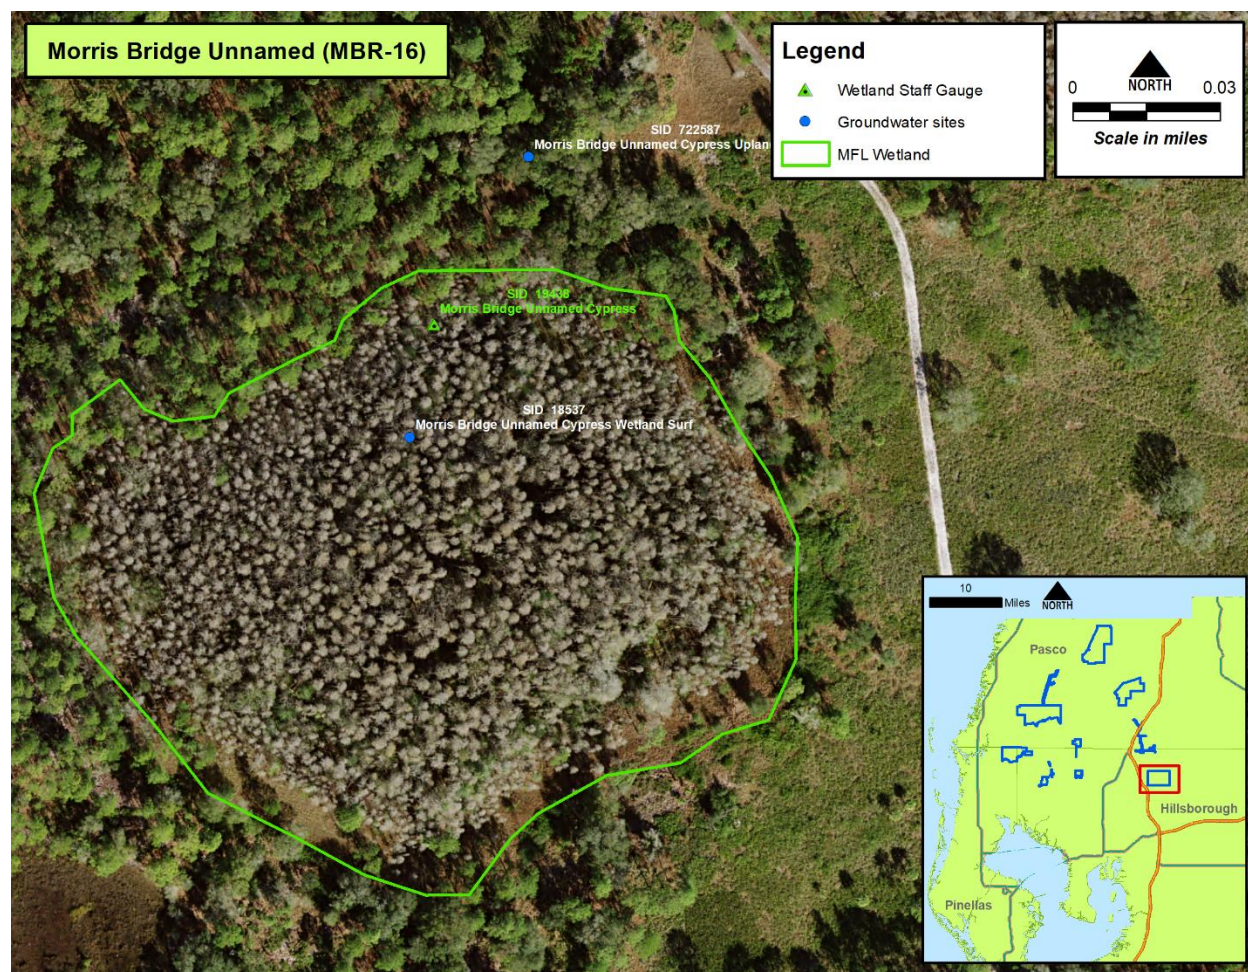 Morris Bridge Unnamed (MBR-16)
Legend
Wetland Staff Gauge
Groundwater sites
MFL Wetland
NORTH
0 0.03
Scale in miles
SID 722587
Morris Bridge Unnamed Cypress Uplan
SID 19438
Morris Bridge Unnamed Cypress
SID 18537
Morris Bridge Unnamed Cypress Wetland Surf
10
Miles
NORTH
Pasco
Hillsborough
Pinellas